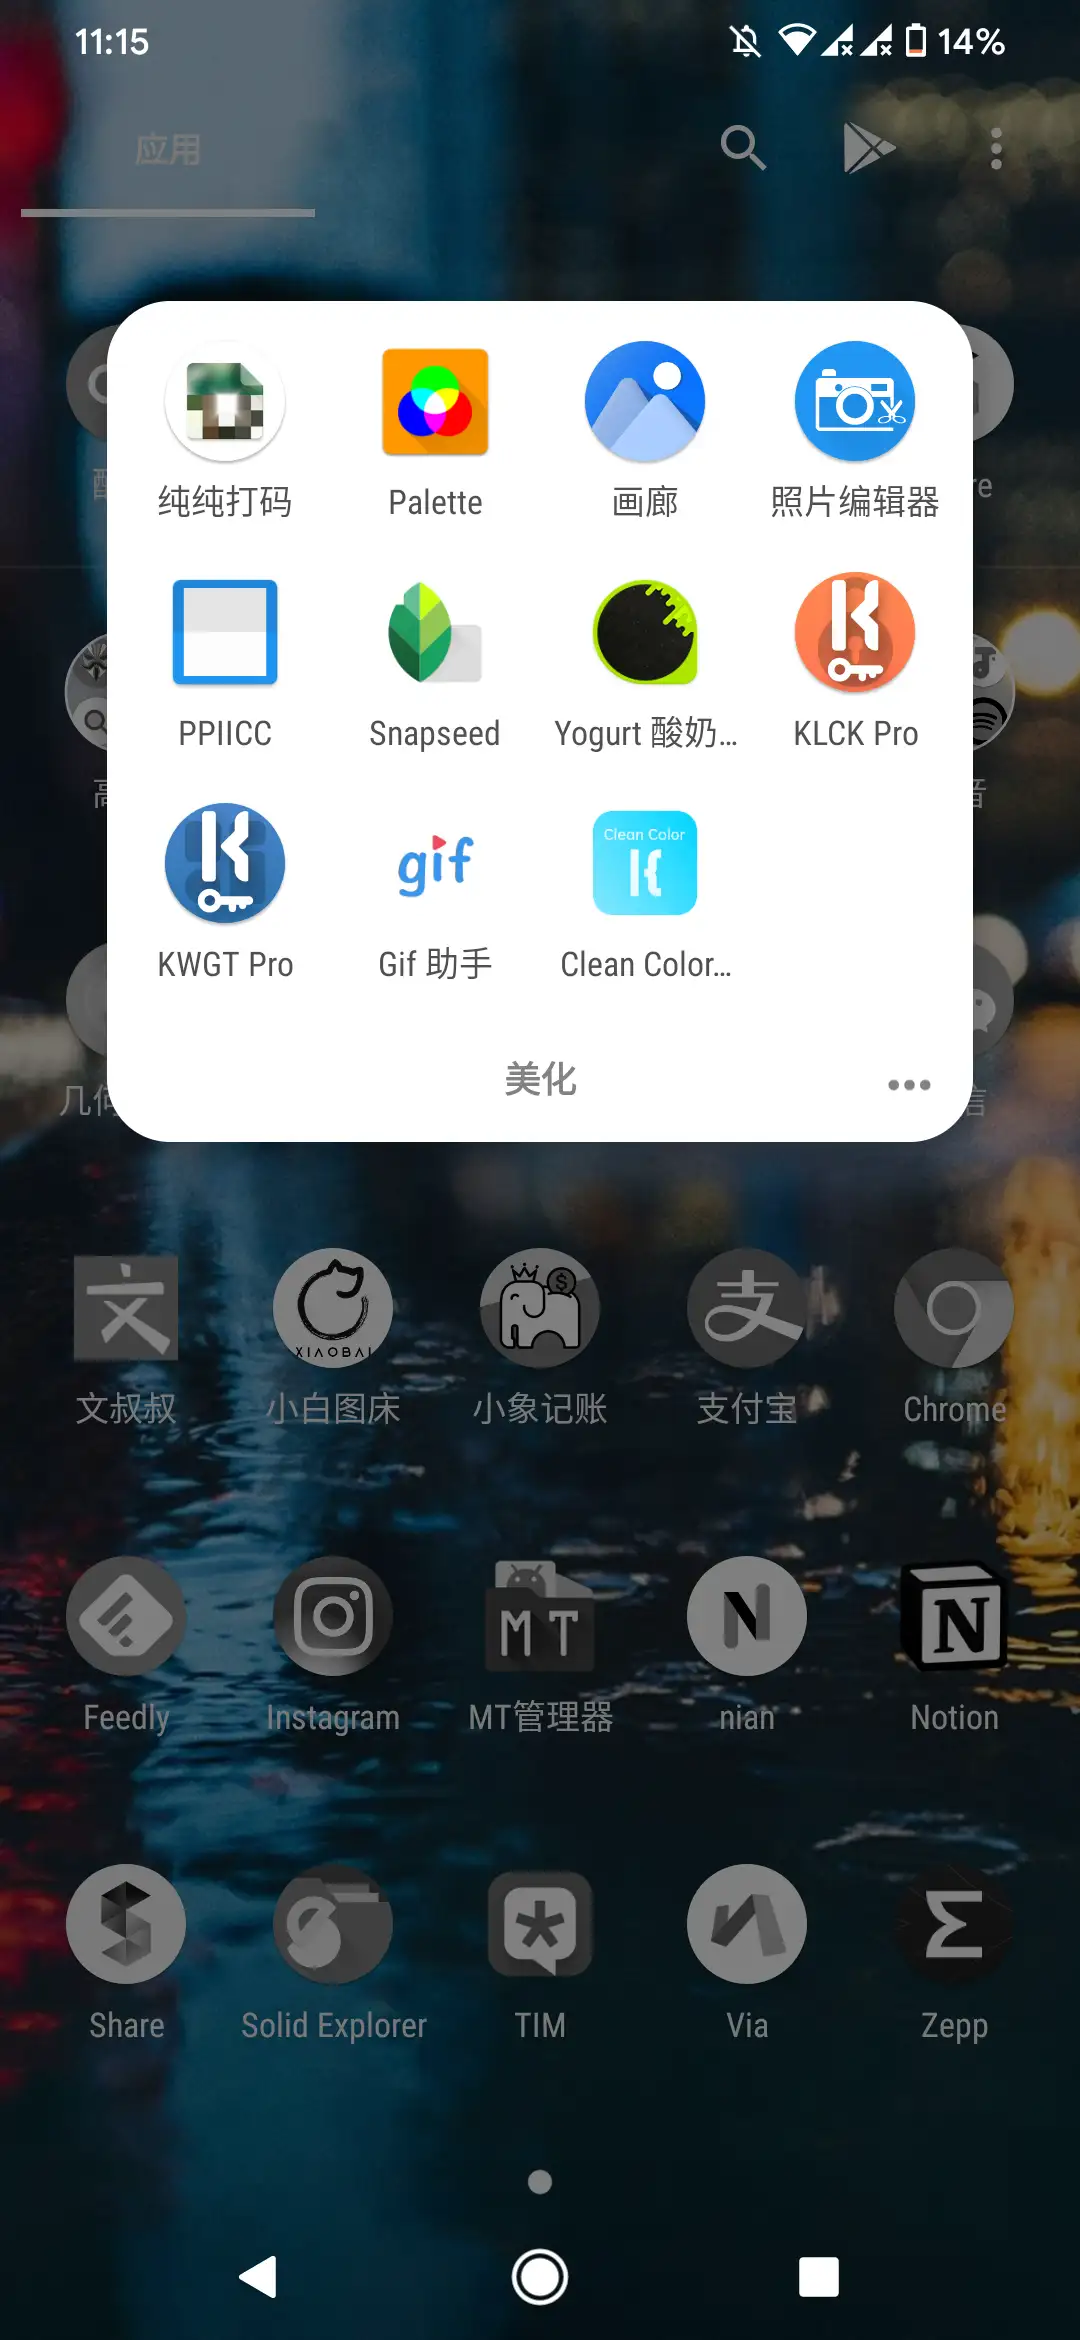 11:15 14%
应用
纯纯打码 Palette 画廊 照片编辑器
PPIICC Snapseed Yogurt 酸奶… KLCK Pro
gif Clean Color
KWGT Pro Gif 助手 Clean Color…
美化
XIAOBAI
文叔叔 小白图床 小象记账 支付宝 Chrome
MT
Feedly Instagram MT管理器 nian Notion
Share Solid Explorer TIM Via Zepp